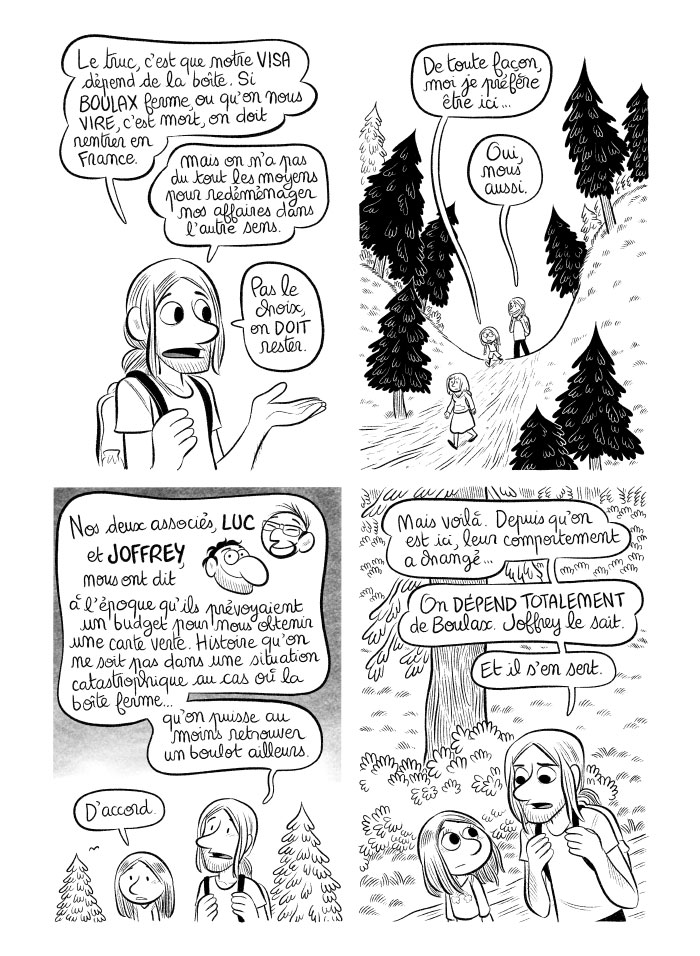 Le truc, c'est que notre VISA
dépend de la boîte. Si
BOULAX ferme, ou qu'on nous
VIRE, c'est mort, on doit
rentrer en
France.
Mais on n'a pas
du tout les moyens
pour redéménager
nos affaires dans
l'autre sens.
Pas le
choix,
on DOIT
rester.
De toute façon,
moi je préfère
être ici...
Oui,
nous
aussi.
Nos deux associés, LUC
et JOFFREY,
nous ont dit
à l'époque qu'ils prévoyaient
un budget pour nous obtenir
une carte verte. Histoire qu'on
ne soit pas dans une situation
catastrophique au cas où la
boîte ferme...
qu'on puisse au
moins retrouver
un boulot ailleurs.
D'accord.
Mais voilà. Depuis qu'on
est ici, leur comportement
a changé...
On DÉPEND TOTALEMENT
de Boulax. Joffrey le sait.
Et il s'en sert.